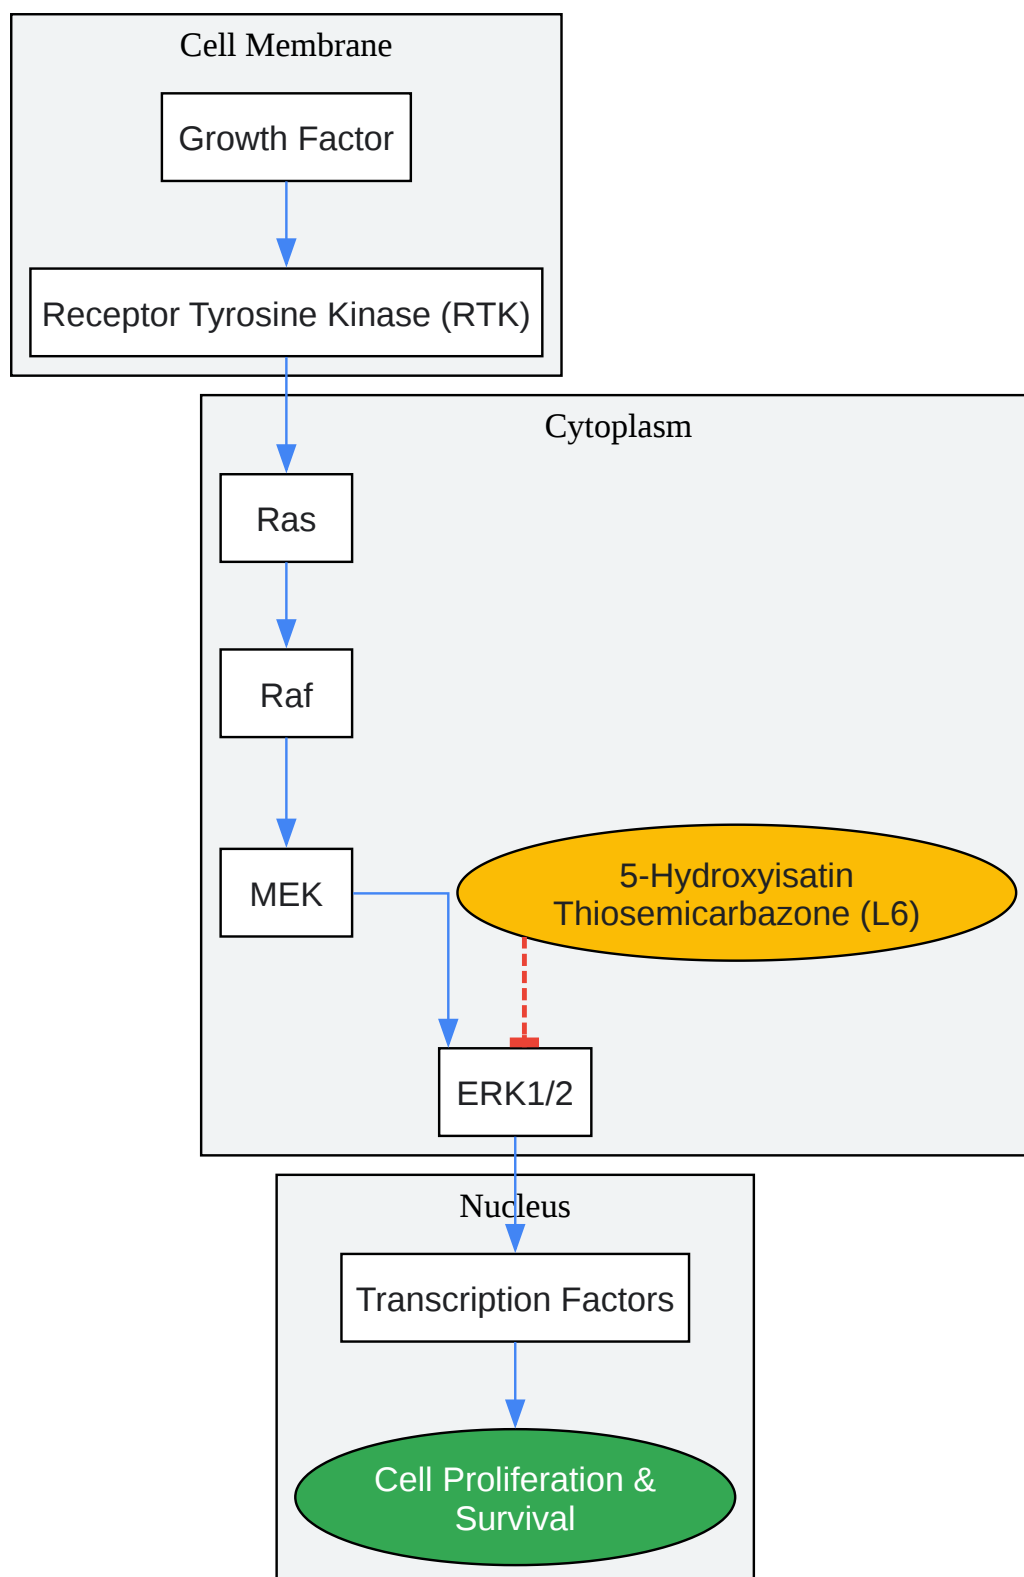 Cell Membrane
Growth Factor
Receptor Tyrosine Kinase (RTK)
Cytoplasm
Ras
Raf
MEK
5-Hydroxyisatin
Thiosemicarbazone (L6)
ERK1/2
Nucleus
Transcription Factors
Cell Proliferation &
Survival